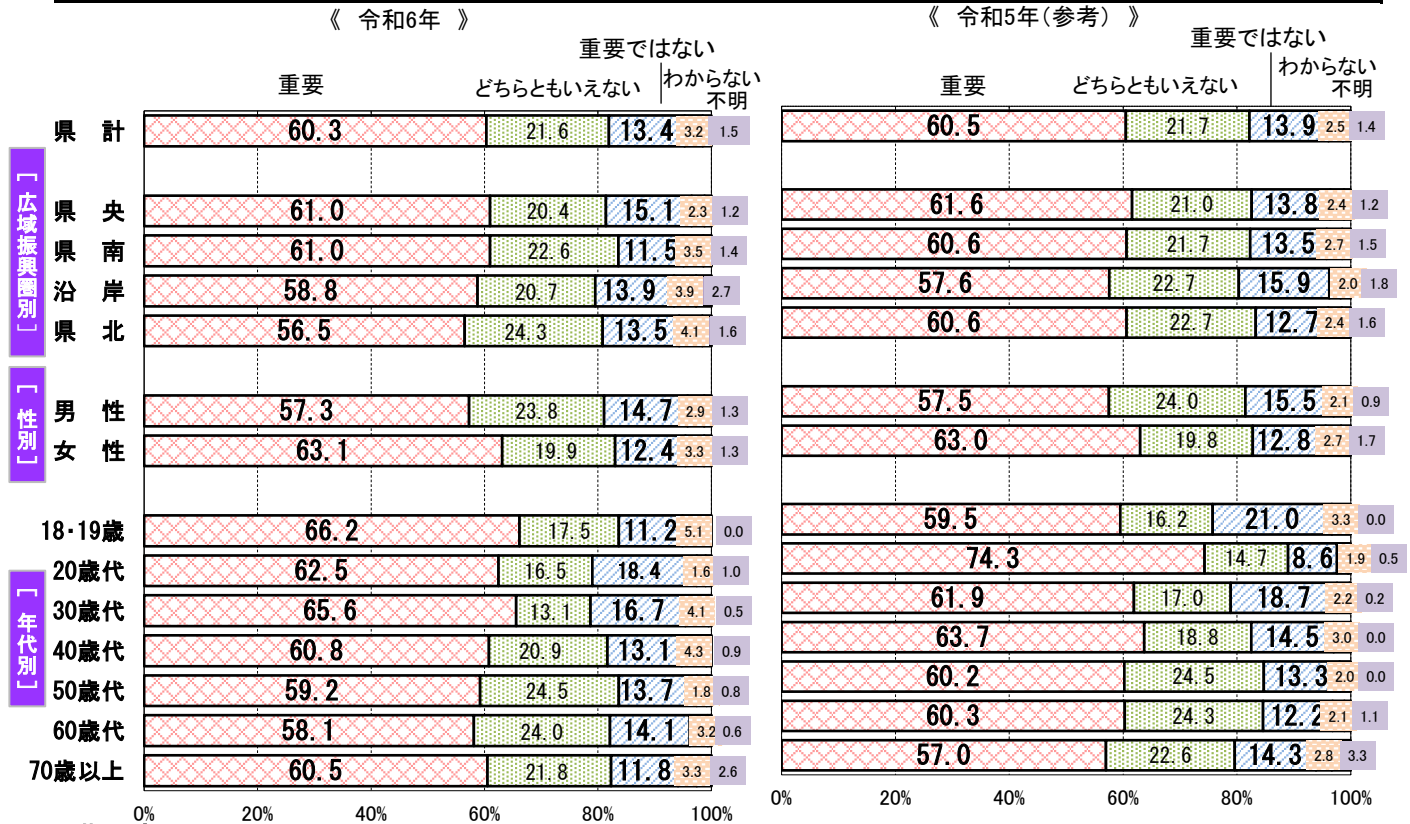 《 令和6年 》
重要ではない
重要 どちらともいえない わからない
不明
県 計 60.3 21.6 13.4 3.2 1.5
[ 広域振興圏別 ]
県 央 61.0 20.4 15.1 2.3 1.2
県 南 61.0 22.6 11.5 3.5 1.4
沿 岸 58.8 20.7 13.9 3.9 2.7
県 北 56.5 24.3 13.5 4.1 1.6
[ 性別 ]
男 性 57.3 23.8 14.7 2.9 1.3
女 性 63.1 19.9 12.4 3.3 1.3
18・19歳 66.2 17.5 11.2 5.1 0.0
[ 年代別 ]
20歳代 62.5 16.5 18.4 1.6 1.0
30歳代 65.6 13.1 16.7 4.1 0.5
40歳代 60.8 20.9 13.1 4.3 0.9
50歳代 59.2 24.5 13.7 1.8 0.8
60歳代 58.1 24.0 14.1 3.2 0.6
70歳以上 60.5 21.8 11.8 3.3 2.6
0% 20% 40% 60% 80% 100%
《 令和5年(参考) 》
重要ではない
わからない
重要 どちらともいえない 不明
60.5 21.7 13.9 2.5 1.4
61.6 21.0 13.8 2.4 1.2
60.6 21.7 13.5 2.7 1.5
57.6 22.7 15.9 2.0 1.8
60.6 22.7 12.7 2.4 1.6
57.5 24.0 15.5 2.1 0.9
63.0 19.8 12.8 2.7 1.7
59.5 16.2 21.0 3.3 0.0
74.3 14.7 8.6 1.9 0.5
61.9 17.0 18.7 2.2 0.2
63.7 18.8 14.5 3.0 0.0
60.2 24.5 13.3 2.0 0.0
60.3 24.3 12.2 2.1 1.1
57.0 22.6 14.3 2.8 3.3
0% 20% 40% 60% 80% 100%